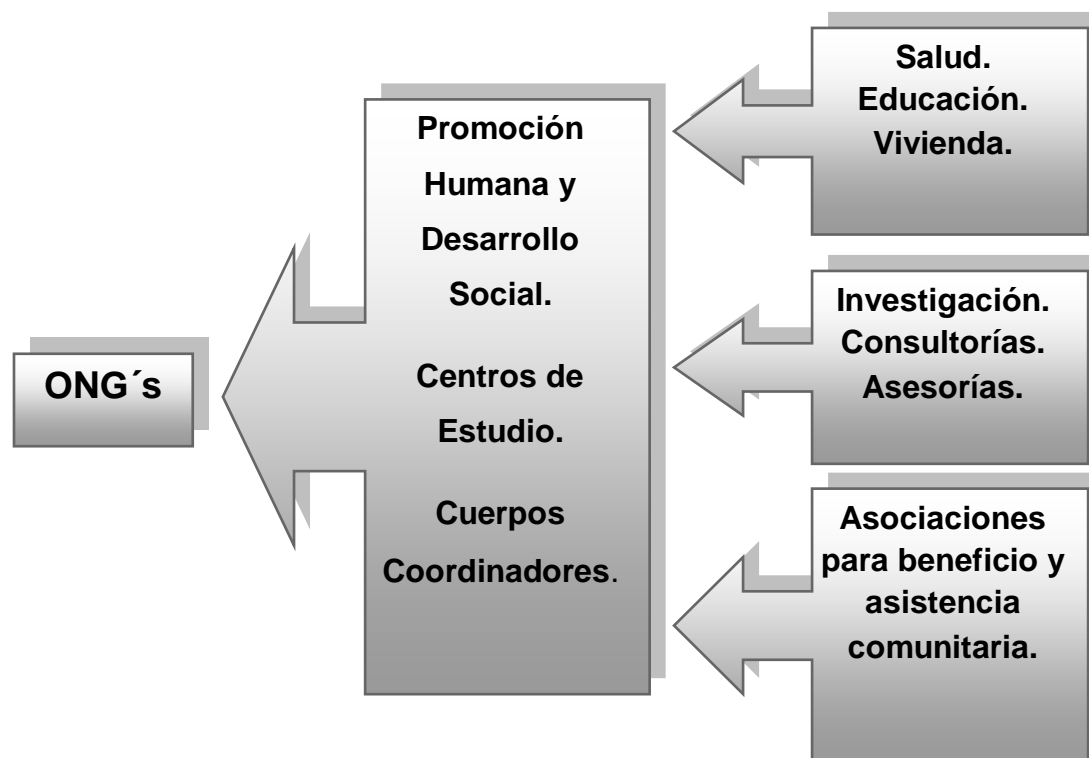 ONG´s
Promoción
Humana y
Desarrollo
Social.
Centros de
Estudio.
Cuerpos
Coordinadores.
Salud.
Educación.
Vivienda.
Investigación.
Consultorías.
Asesorías.
Asociaciones
para beneficio y
asistencia
comunitaria.